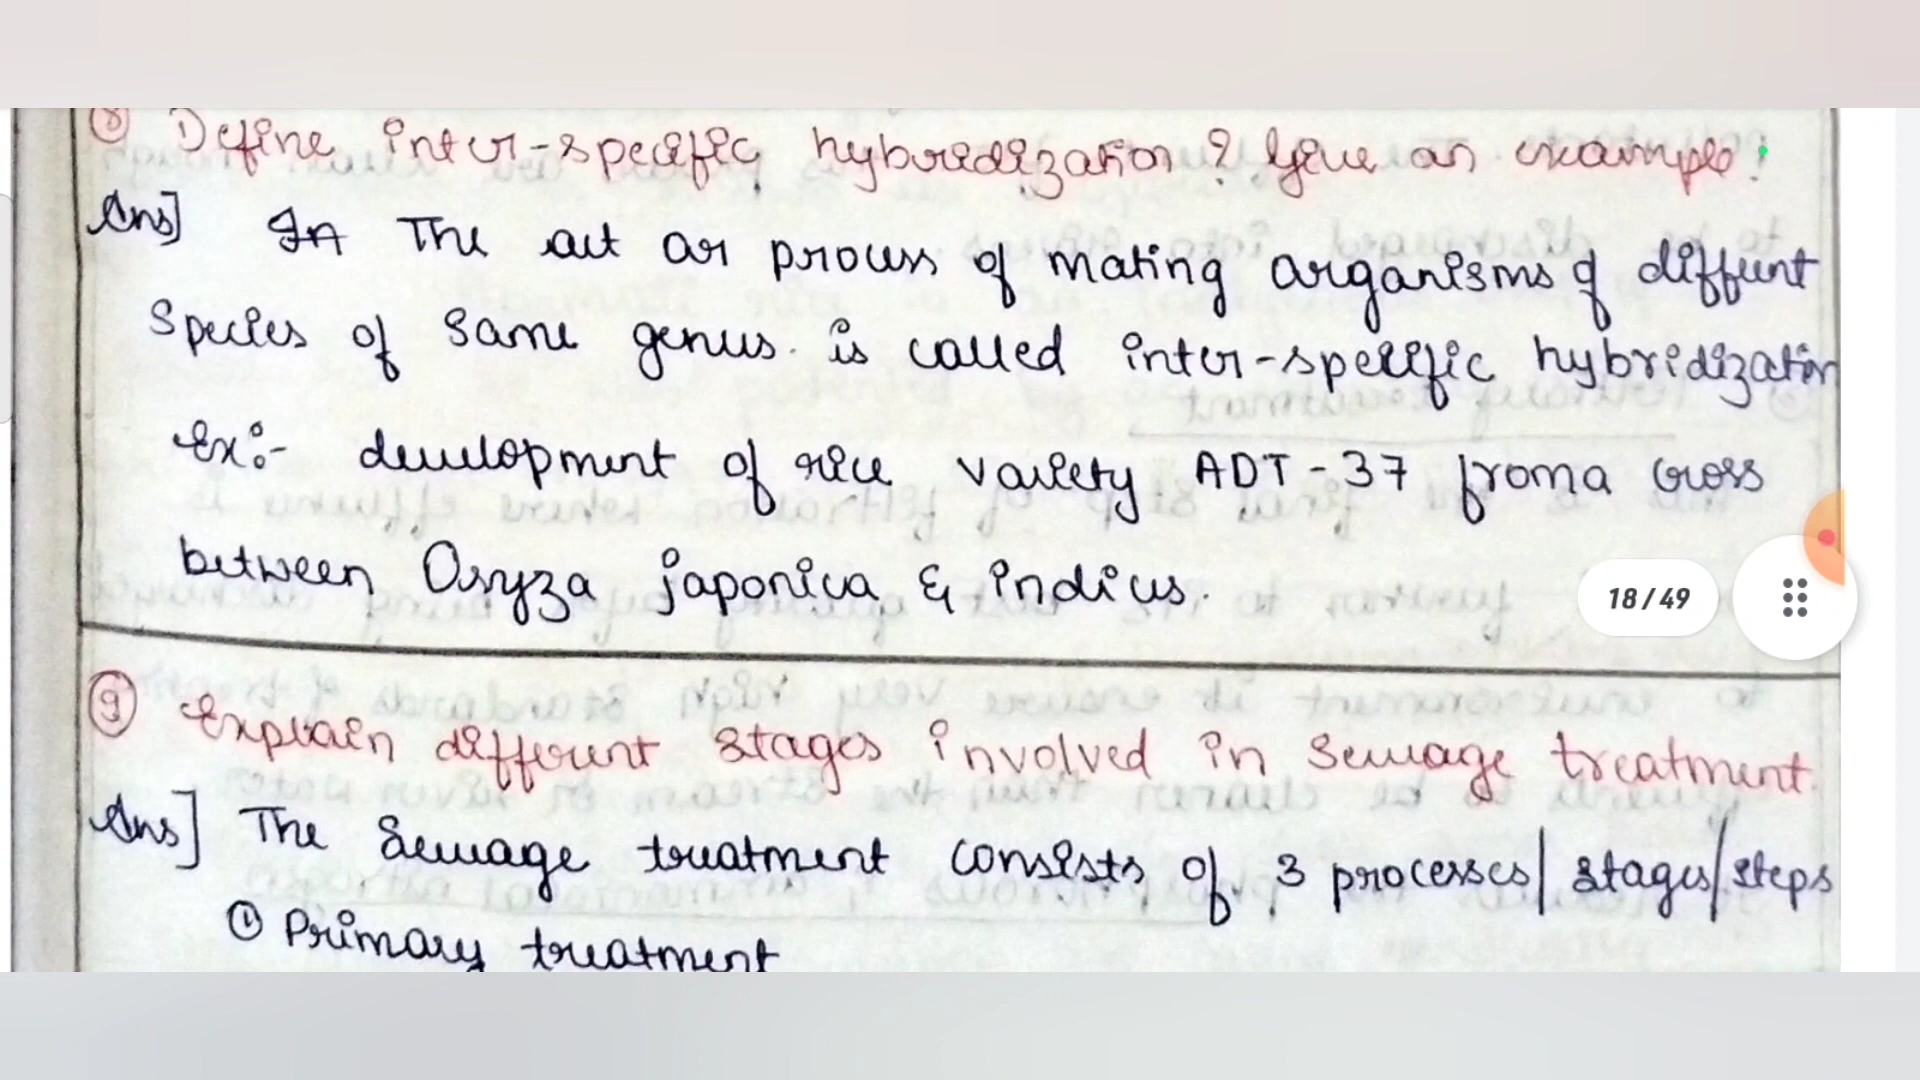 ⑧ Define inter-specific hybridization? Give an example?
Ans] In The act or process of mating organisms of different
Species of same genus. is called inter-specific hybridization
Ex:- development of rice variety ADT-37 from a cross
between Oryza japonica & indicus.
18/49
⑨ Explain different stages involved in Sewage treatment.
Ans] The Sewage treatment consists of 3 processes/ stages/steps
① Primary treatment